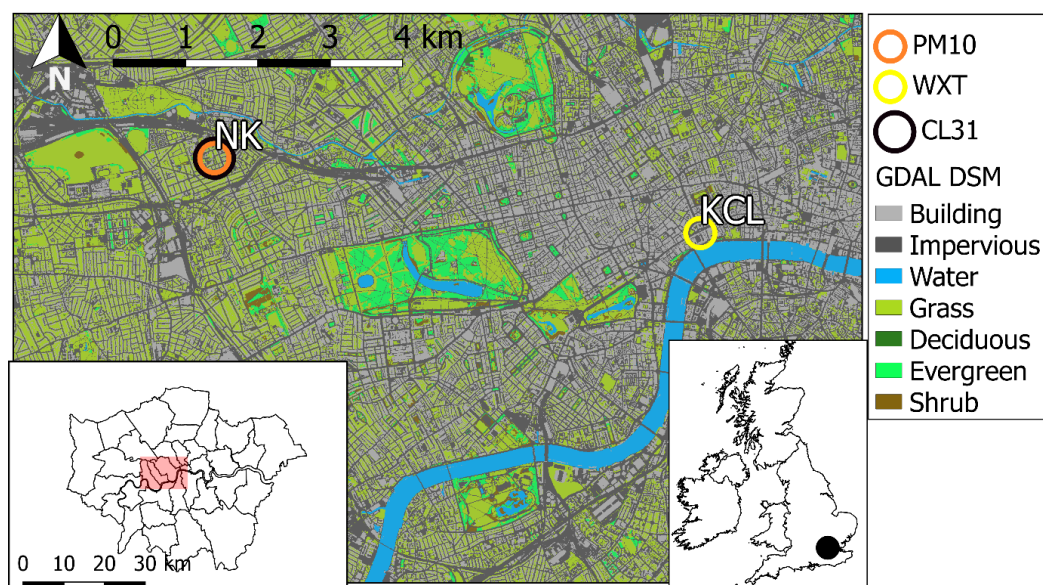 N
0 1 2 3 4 km
NK
KCL
0 10 20 30 km
PM10
WXT
CL31
GDAL DSM
Building
Impervious
Water
Grass
Deciduous
Evergreen
Shrub